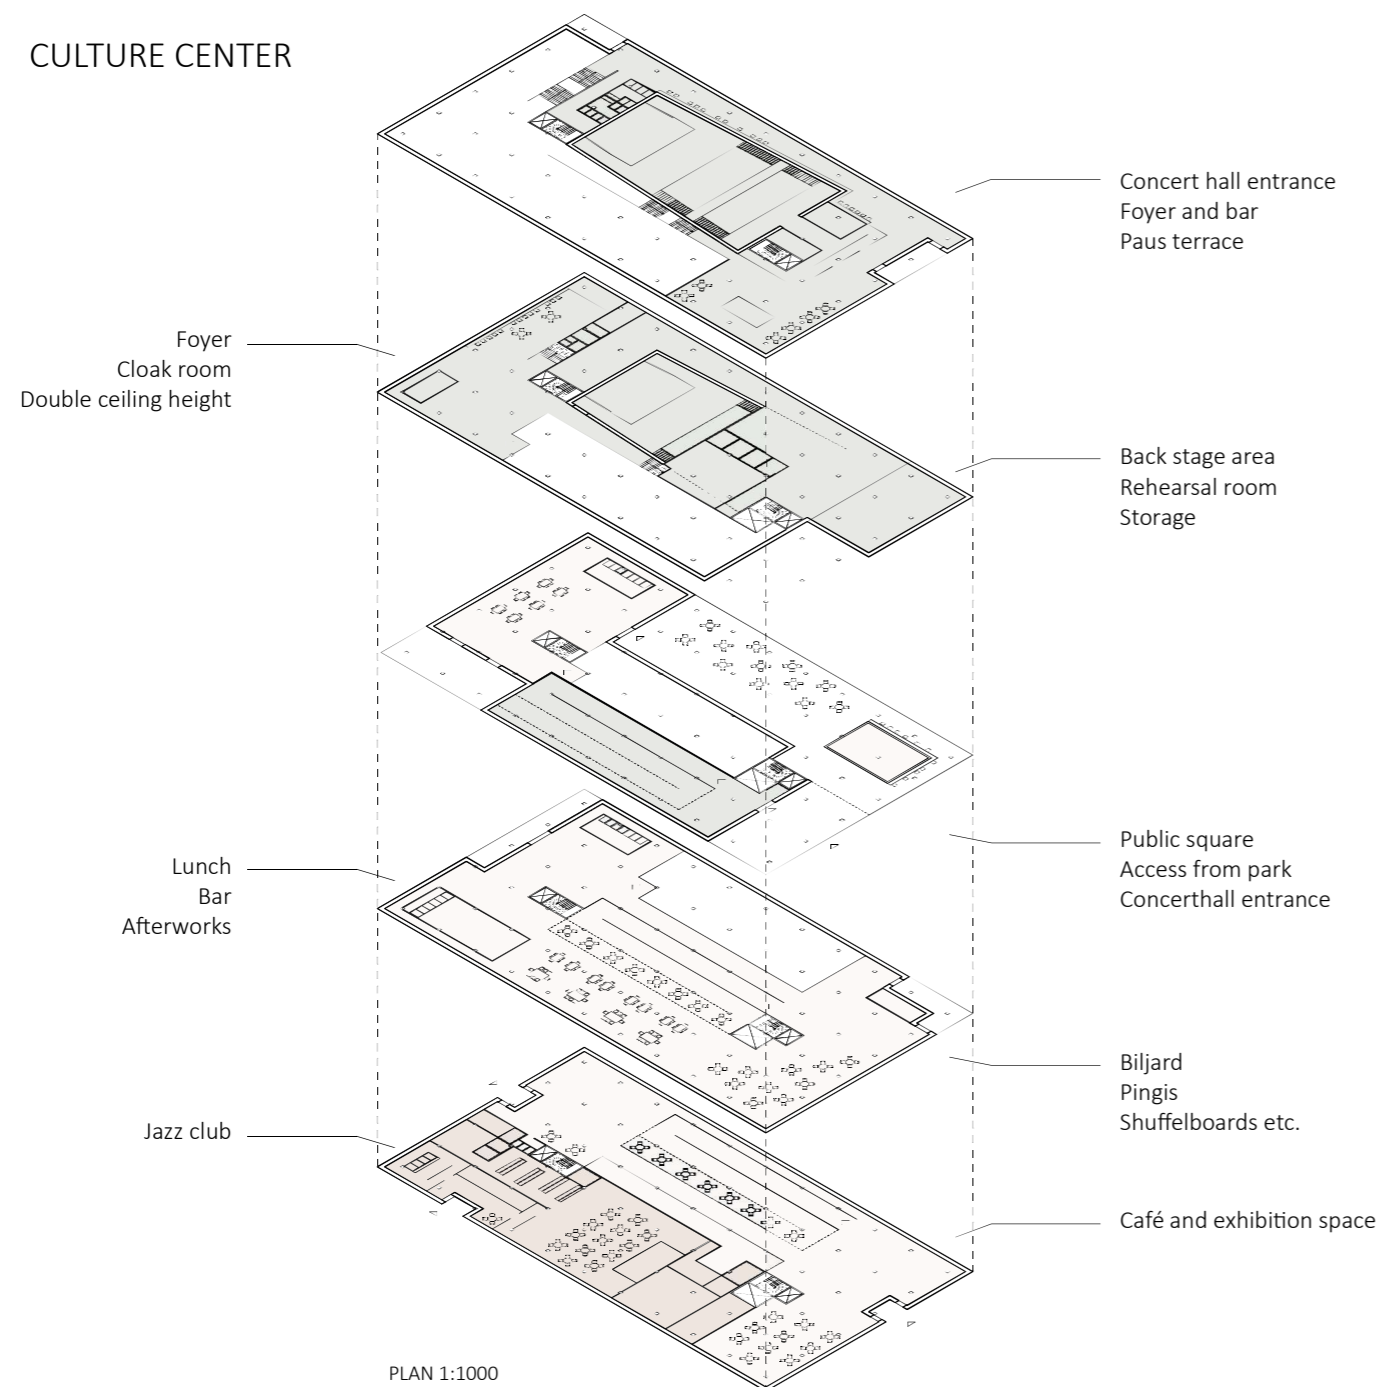 CULTURE CENTER
Concert hall entrance
Foyer and bar
Paus terrace
Foyer
Cloak room
Double ceiling height
Back stage area
Rehearsal room
Storage
Public square
Access from park
Concerthall entrance
Lunch
Bar
Afterworks
Biljard
Pingis
Shuffelboards etc.
Jazz club
Café and exhibition space
PLAN 1:1000